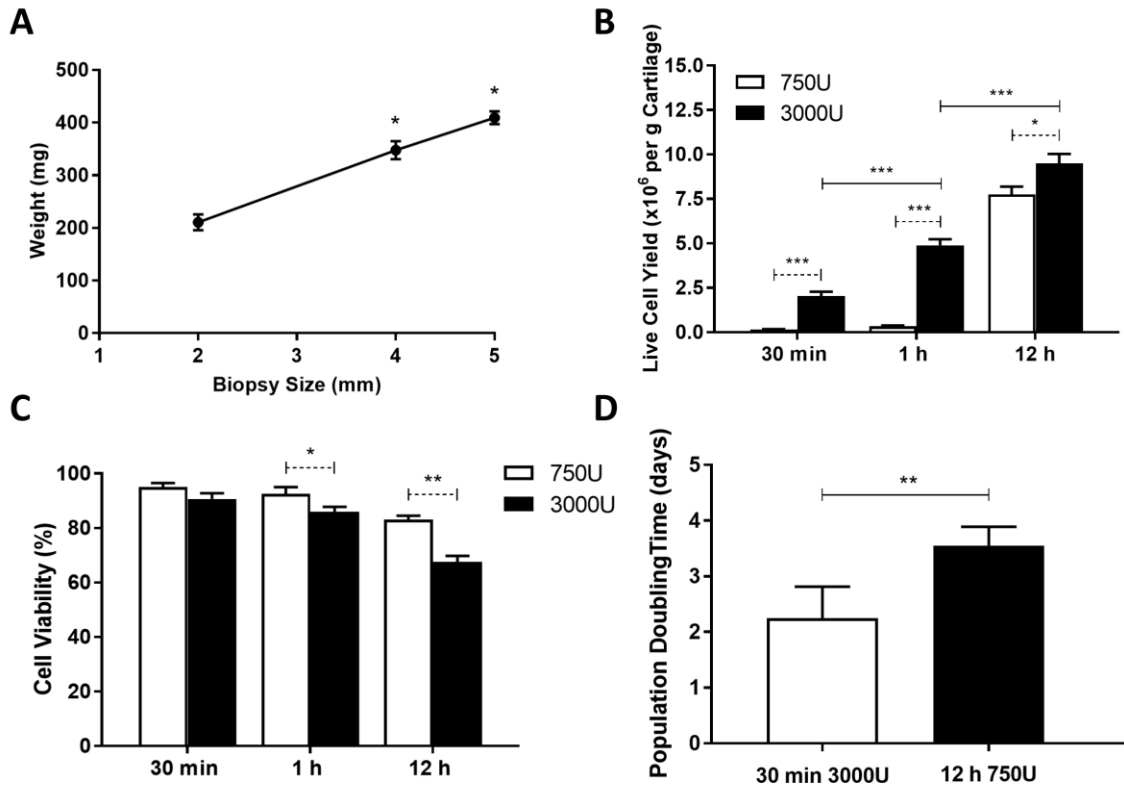 A
Weight (mg)
500
400
300
200
100
0
*
*
1
2
3
4
5
Biopsy Size (mm)
B
Live Cell Yield (x10⁶ per g Cartilage)
15.0
12.5
10.0
7.5
5.0
2.5
0.0
750U
3000U
***
***
***
***
*
30 min
1 h
12 h
C
Cell Viability (%)
100
80
60
40
20
0
*
**
750U
3000U
30 min
1 h
12 h
D
Population DoublingTime (days)
5
4
3
2
1
0
**
30 min 3000U
12 h 750U